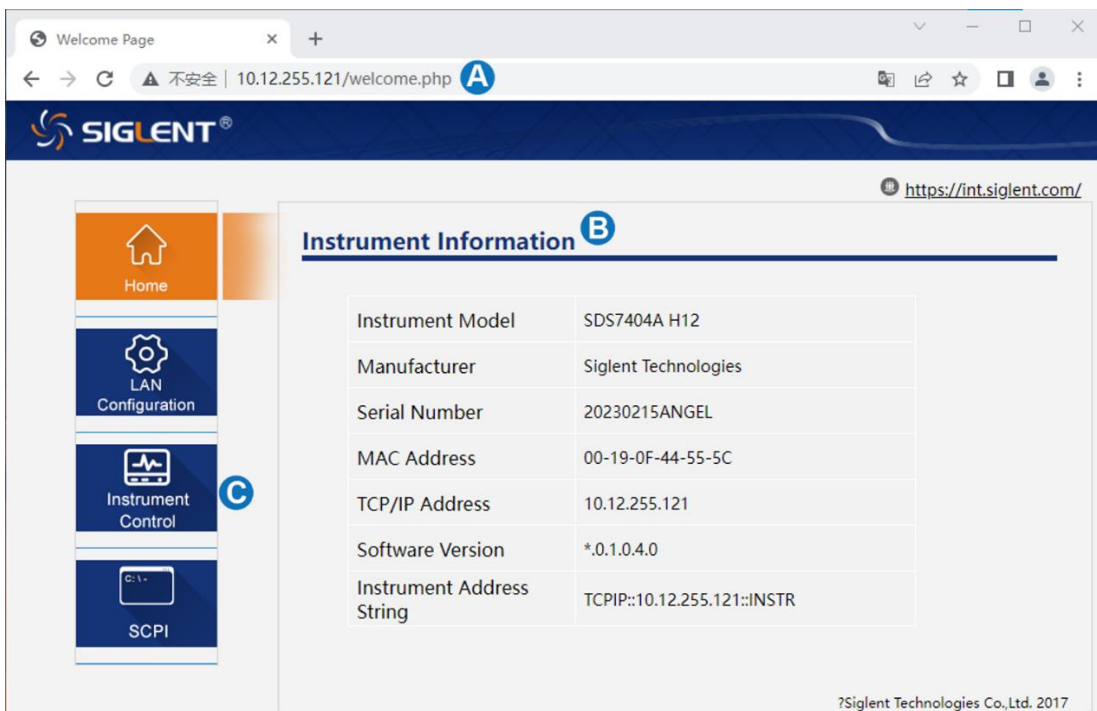 Welcome Page
不安全 | 10.12.255.121/welcome.php A
SIGLENT®
https://int.siglent.com/
Home
LAN
Configuration
Instrument
Control
C
C:\-
SCPI
Instrument Information B
Instrument Model SDS7404A H12
Manufacturer Siglent Technologies
Serial Number 20230215ANGEL
MAC Address 00-19-0F-44-55-5C
TCP/IP Address 10.12.255.121
Software Version *.0.1.0.4.0
Instrument Address
String TCPIP::10.12.255.121::INSTR
?Siglent Technologies Co.,Ltd. 2017